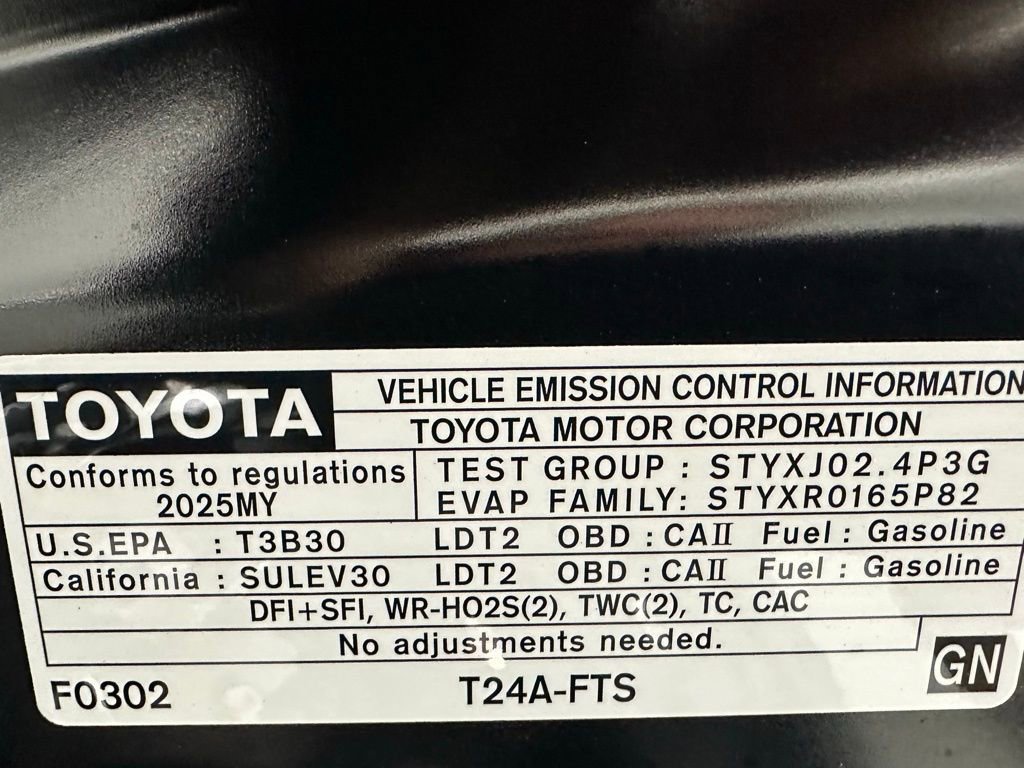 TOYOTA
VEHICLE EMISSION CONTROL INFORMATION
TOYOTA MOTOR CORPORATION
Conforms to regulations
2025MY
TEST GROUP : STYXJ02.4P3G
EVAP FAMILY: STYXR0165P82
U.S.EPA : T3B30 LDT2 OBD : CAII Fuel : Gasoline
California : SULEV30 LDT2 OBD : CAII Fuel : Gasoline
DFI+SFI, WR-HO2S(2), TWC(2), TC, CAC
No adjustments needed.
F0302 T24A-FTS GN